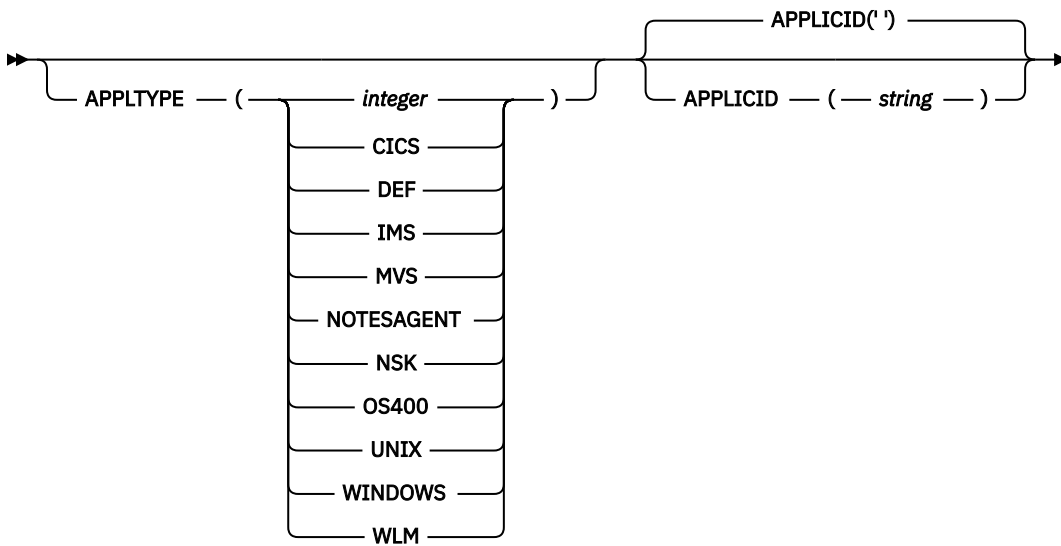 APPLICID(' ')
APPLTYPE ( integer ) APPLICID ( string )
CICS
DEF
IMS
MVS
NOTESAGENT
NSK
OS400
UNIX
WINDOWS
WLM